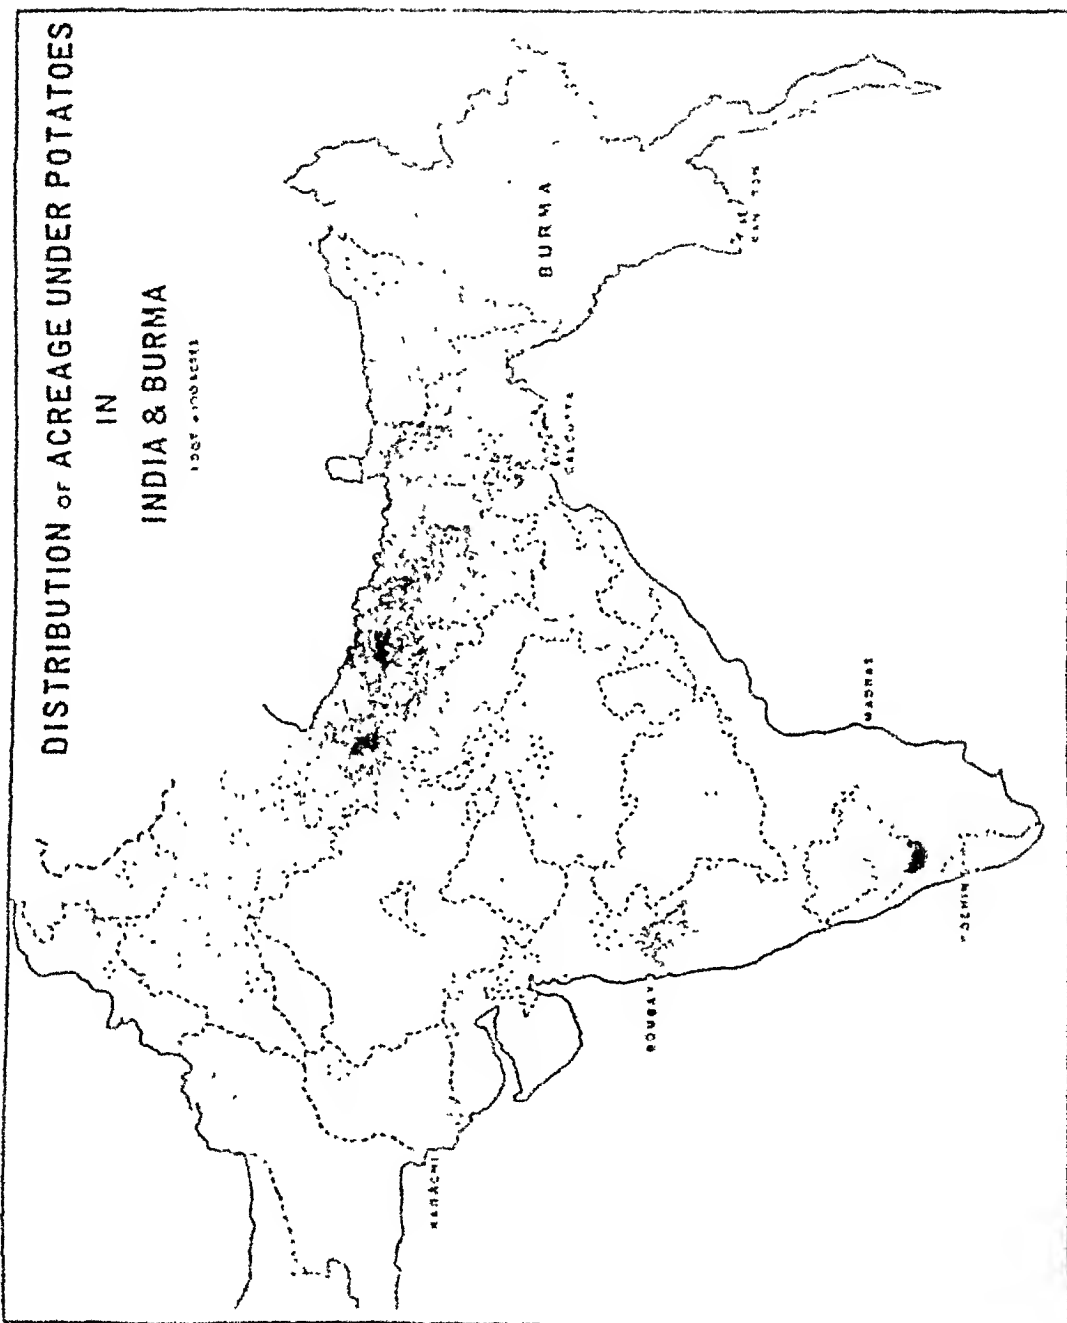 DISTRIBUTION OF ACREAGE UNDER POTATOES
IN
INDIA & BURMA
BURMA
CALCUTTA
MADRAS
COCHIN
BOMBAY
KARACHI